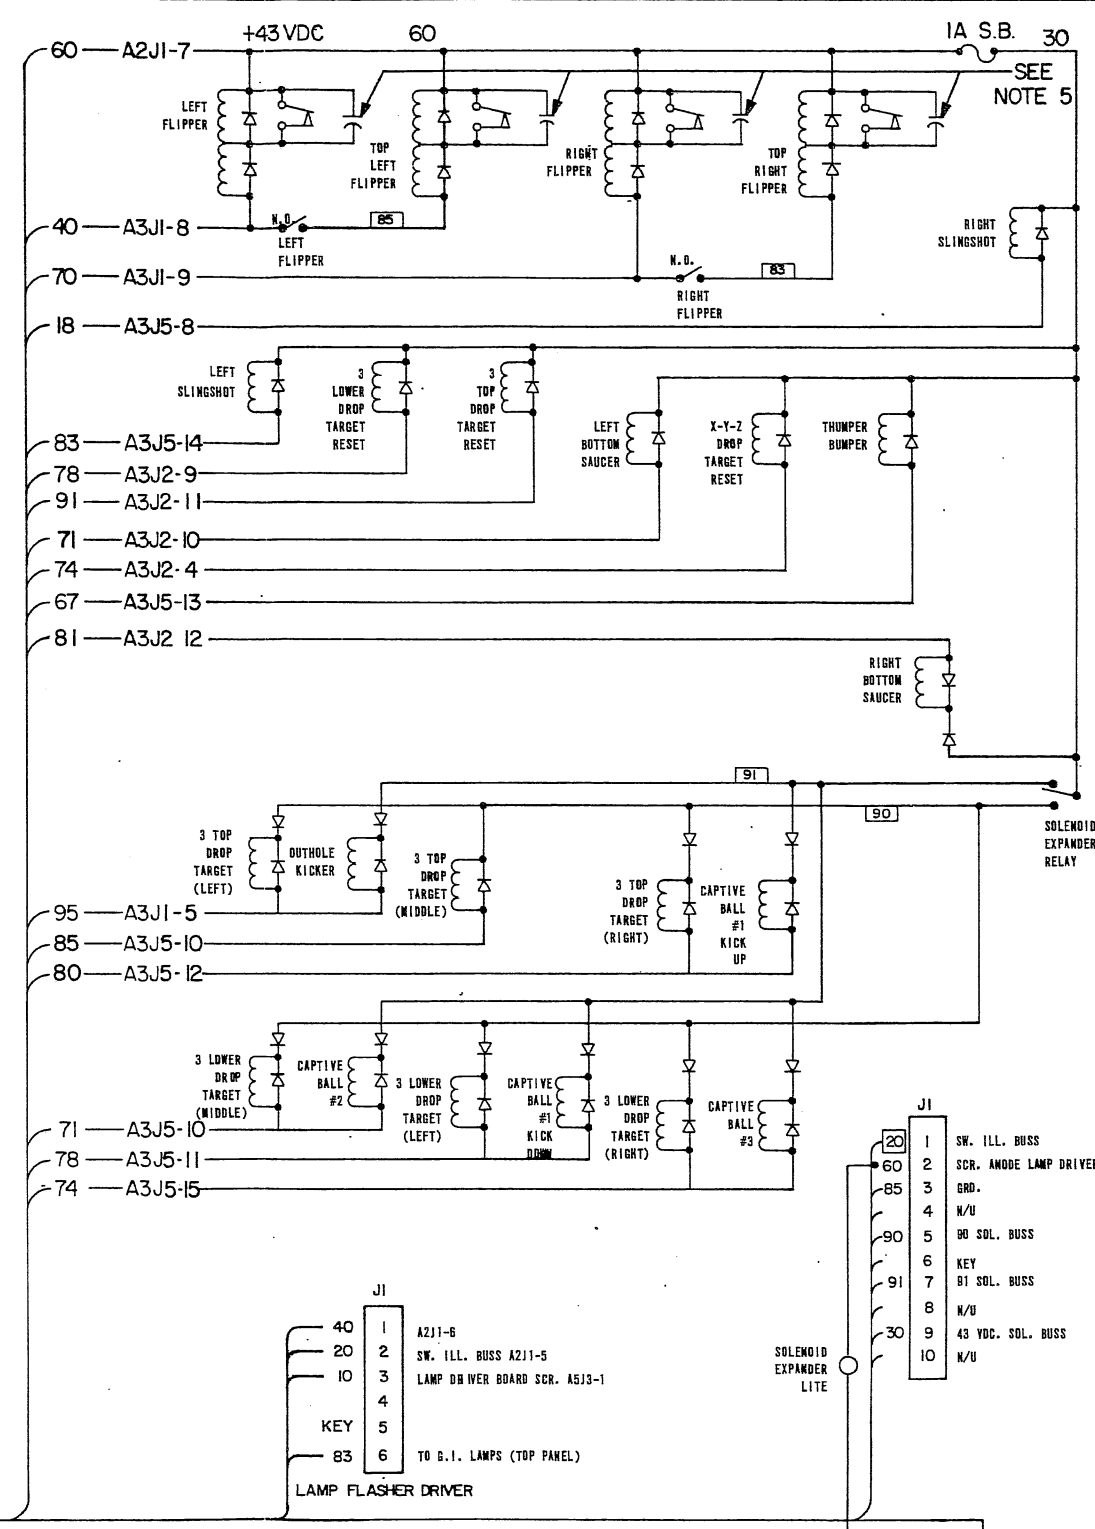 +43 VDC
60
1A S.B.
30
60 A2J1-7
SEE
NOTE 5
LEFT
FLIPPER
TOP
LEFT
FLIPPER
RIGHT
FLIPPER
TOP
RIGHT
FLIPPER
40 A3J1-8
N.O.
85
LEFT
FLIPPER
RIGHT
SLINGSHOT
70 A3J1-9
N.O.
83
RIGHT
FLIPPER
18 A3J5-8
LEFT
SLINGSHOT
3
LOWER
DROP
TARGET
RESET
3
TOP
DROP
TARGET
RESET
LEFT
BOTTOM
SAUCER
X-Y-Z
DROP
TARGET
RESET
THUMPER
BUMPER
83 A3J5-14
78 A3J2-9
91 A3J2-11
71 A3J2-10
74 A3J2-4
67 A3J5-13
81 A3J2 12
RIGHT
BOTTOM
SAUCER
91
90
SOLENOID
EXPANDER
RELAY
3 TOP
DROP
TARGET
(LEFT)
OUTHOLE
KICKER
3 TOP
DROP
TARGET
(MIDDLE)
3 TOP
DROP
TARGET
(RIGHT)
CAPTIVE
BALL
#1
KICK
UP
95 A3J1-5
85 A3J5-10
80 A3J5-12
3 LOWER
DROP
TARGET
(MIDDLE)
CAPTIVE
BALL
#2
3 LOWER
DROP
TARGET
(LEFT)
CAPTIVE
BALL
#1
KICK
DOWN
3 LOWER
DROP
TARGET
(RIGHT)
CAPTIVE
BALL
#3
71 A3J5-10
78 A3J5-11
74 A3J5-15
J1
20 1 SW. ILL. BUSS
60 2 SCR. ANODE LAMP DRIVER
85 3 GRD.
4 N/U
90 5 90 SOL. BUSS
6 KEY
91 7 91 SOL. BUSS
8 N/U
30 9 43 VDC. SOL. BUSS
10 N/U
SOLENOID
EXPANDER
LITE
J1
40 1 A2J1-6
20 2 SW. ILL. BUSS A2J1-5
10 3 LAMP DRIVER BOARD SCR. A5J3-1
4
KEY 5
83 6 TO G.I. LAMPS (TOP PANEL)
LAMP FLASHER DRIVER